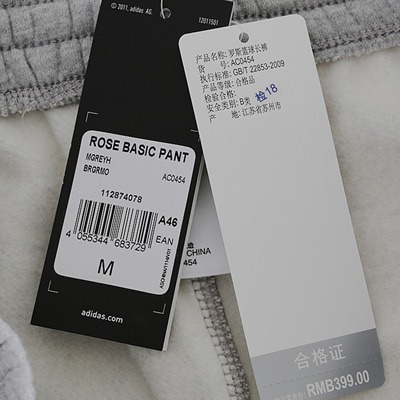 © 2011, adidas AG.
12011501
ROSE BASIC PANT
MGREYH
BRGRMO
AC0454
112874078
A46
4 055344 683729
EAN
M
adidas.com
CHINA
454
产品名称: 罗斯篮球长裤
货 号: AC0454
执行标准: GB/T 22853-2009
产品等级: 合格品
检验合格:
安全类别: B类
检18
产 地: 江苏省苏州市
合格证
RMB399.00